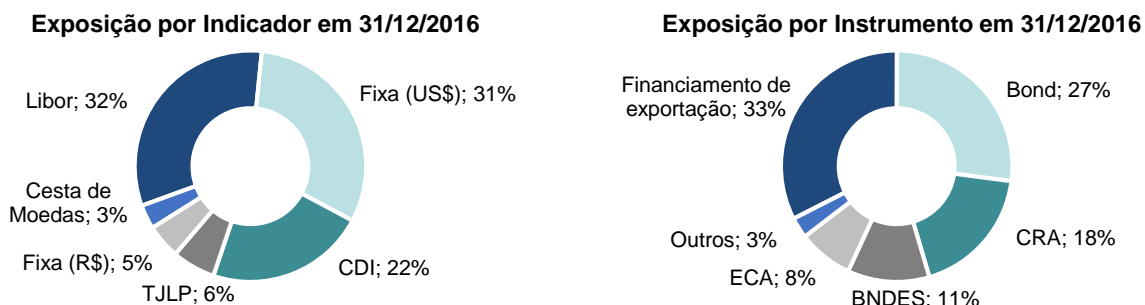 Exposição por Indicador em 31/12/2016
Libor; 32%
Fixa (US$); 31%
Cesta de
Moedas; 3%
Fixa (R$); 5%
TJLP; 6%
CDI; 22%
Exposição por Instrumento em 31/12/2016
Financiamento de
exportação; 33%
Bond; 27%
Outros; 3%
ECA; 8%
BNDES; 11%
CRA; 18%